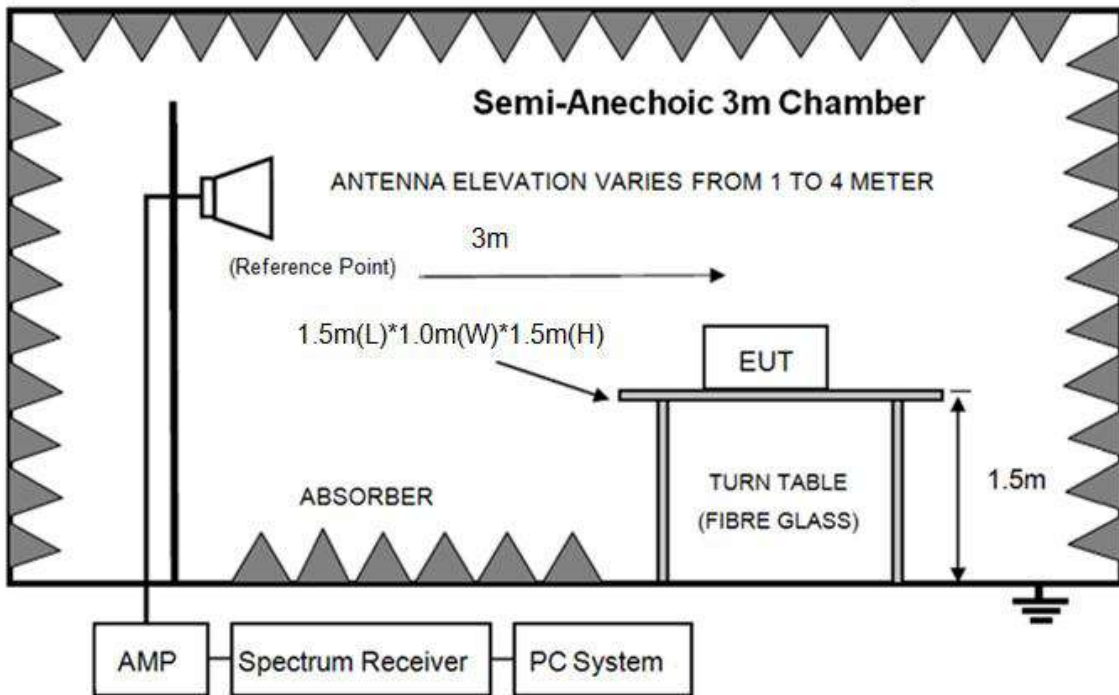 Semi-Anechoic 3m Chamber
ANTENNA ELEVATION VARIES FROM 1 TO 4 METER
3m
(Reference Point)
1.5m(L)*1.0m(W)*1.5m(H)
EUT
ABSORBER
TURN TABLE
(FIBRE GLASS)
1.5m
AMP
Spectrum Receiver
PC System